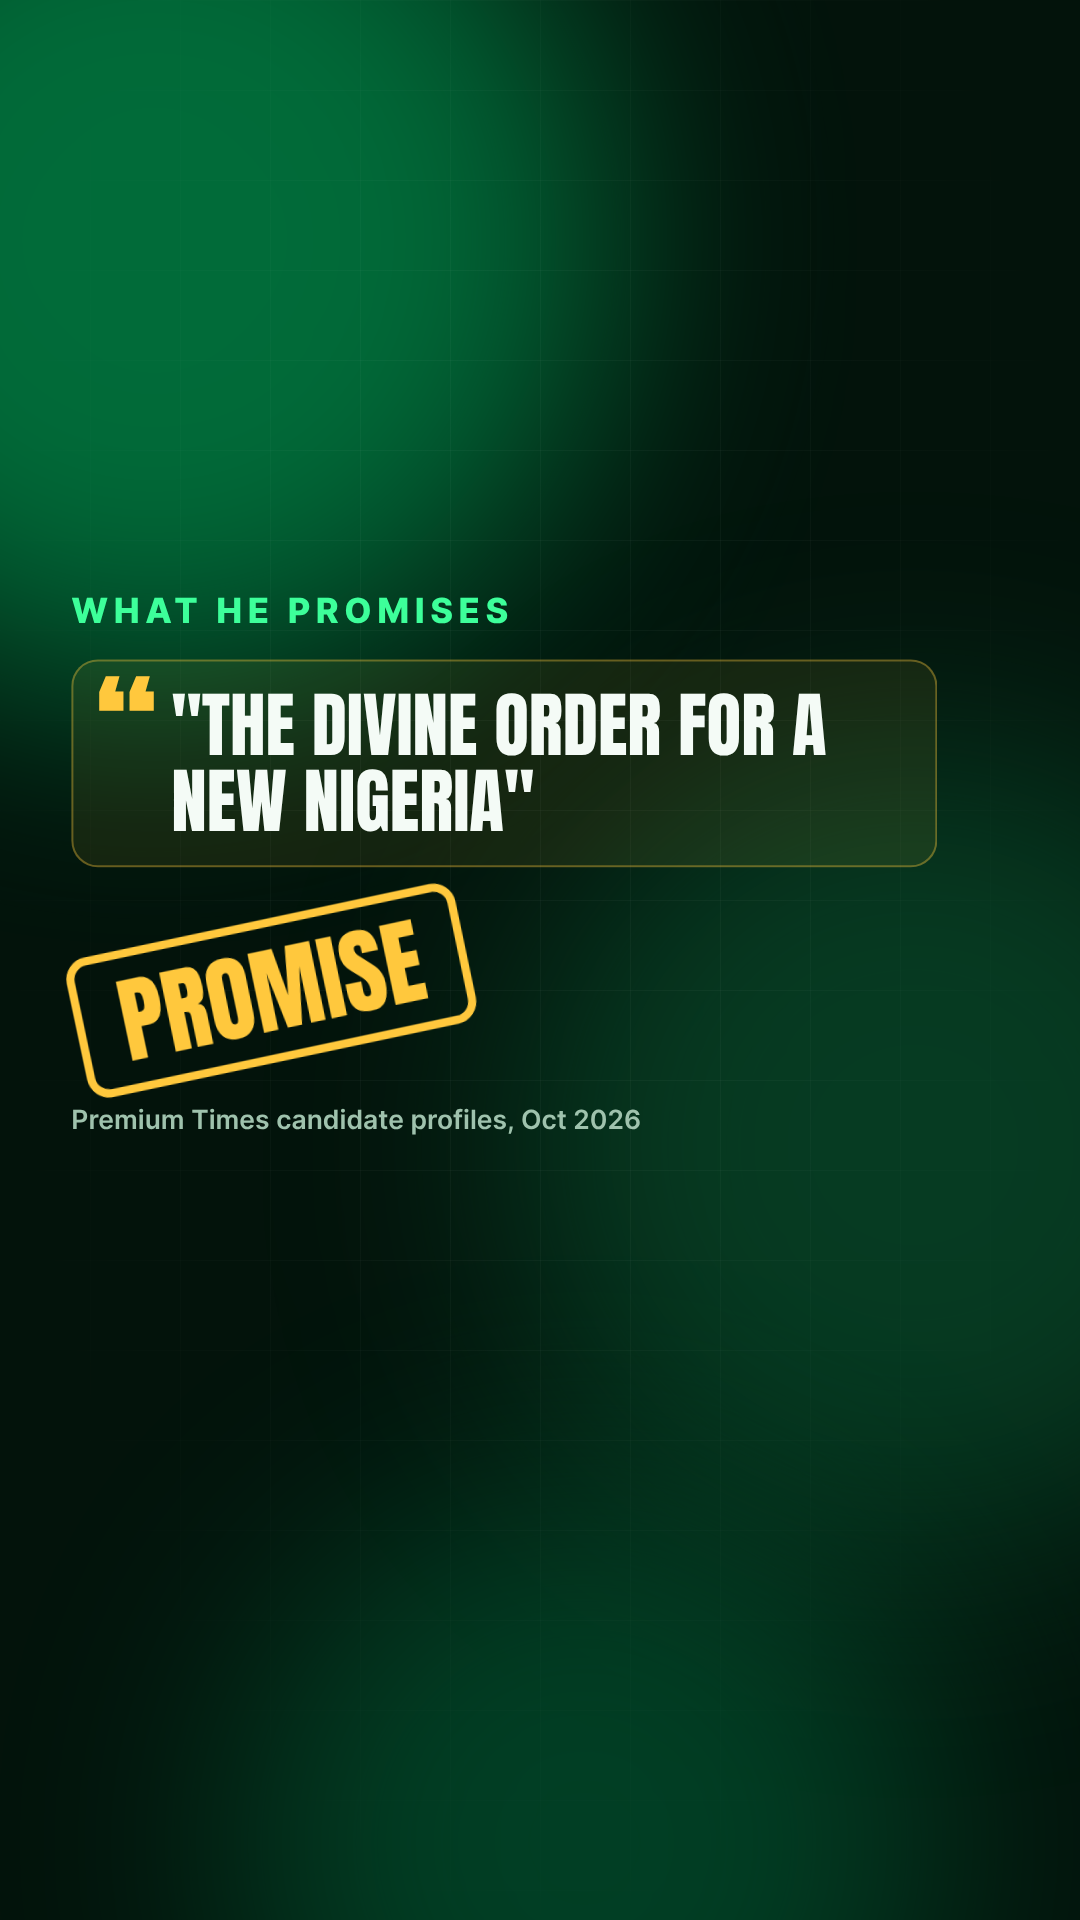 WHAT HE PROMISES
❝ "THE DIVINE ORDER FOR A
NEW NIGERIA"
PROMISE
Premium Times candidate profiles, Oct 2026